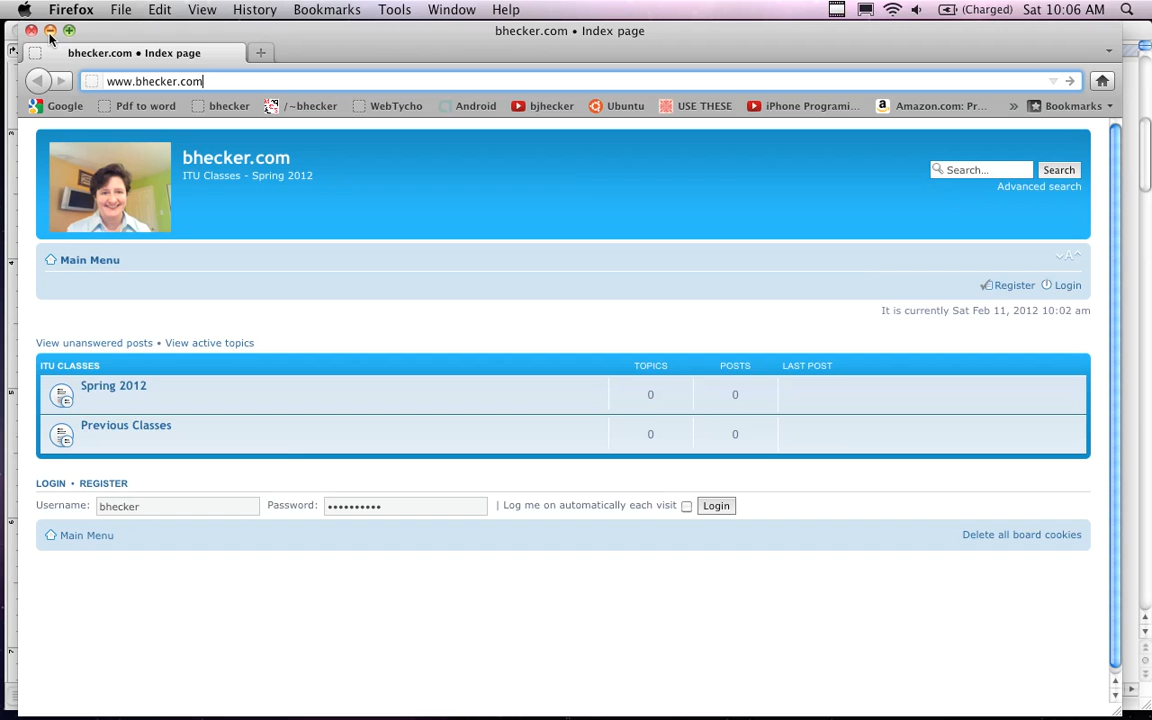 Firefox File Edit View History Bookmarks Tools Window Help (Charged) Sat 10:06 AM
bhecker.com • Index page
bhecker.com • Index page
www.bhecker.com
Google Pdf to word bhecker /~bhecker WebTycho Android bjhecker Ubuntu USE THESE iPhone Programi... Amazon.com: Pr... » Bookmarks
bhecker.com
ITU Classes - Spring 2012
Search... Search
Advanced search
Main Menu
Register Login
It is currently Sat Feb 11, 2012 10:02 am
View unanswered posts • View active topics
ITU CLASSES TOPICS POSTS LAST POST
Spring 2012 0 0
Previous Classes 0 0
LOGIN • REGISTER
Username: bhecker Password: •••••••••• | Log me on automatically each visit Login
Main Menu Delete all board cookies